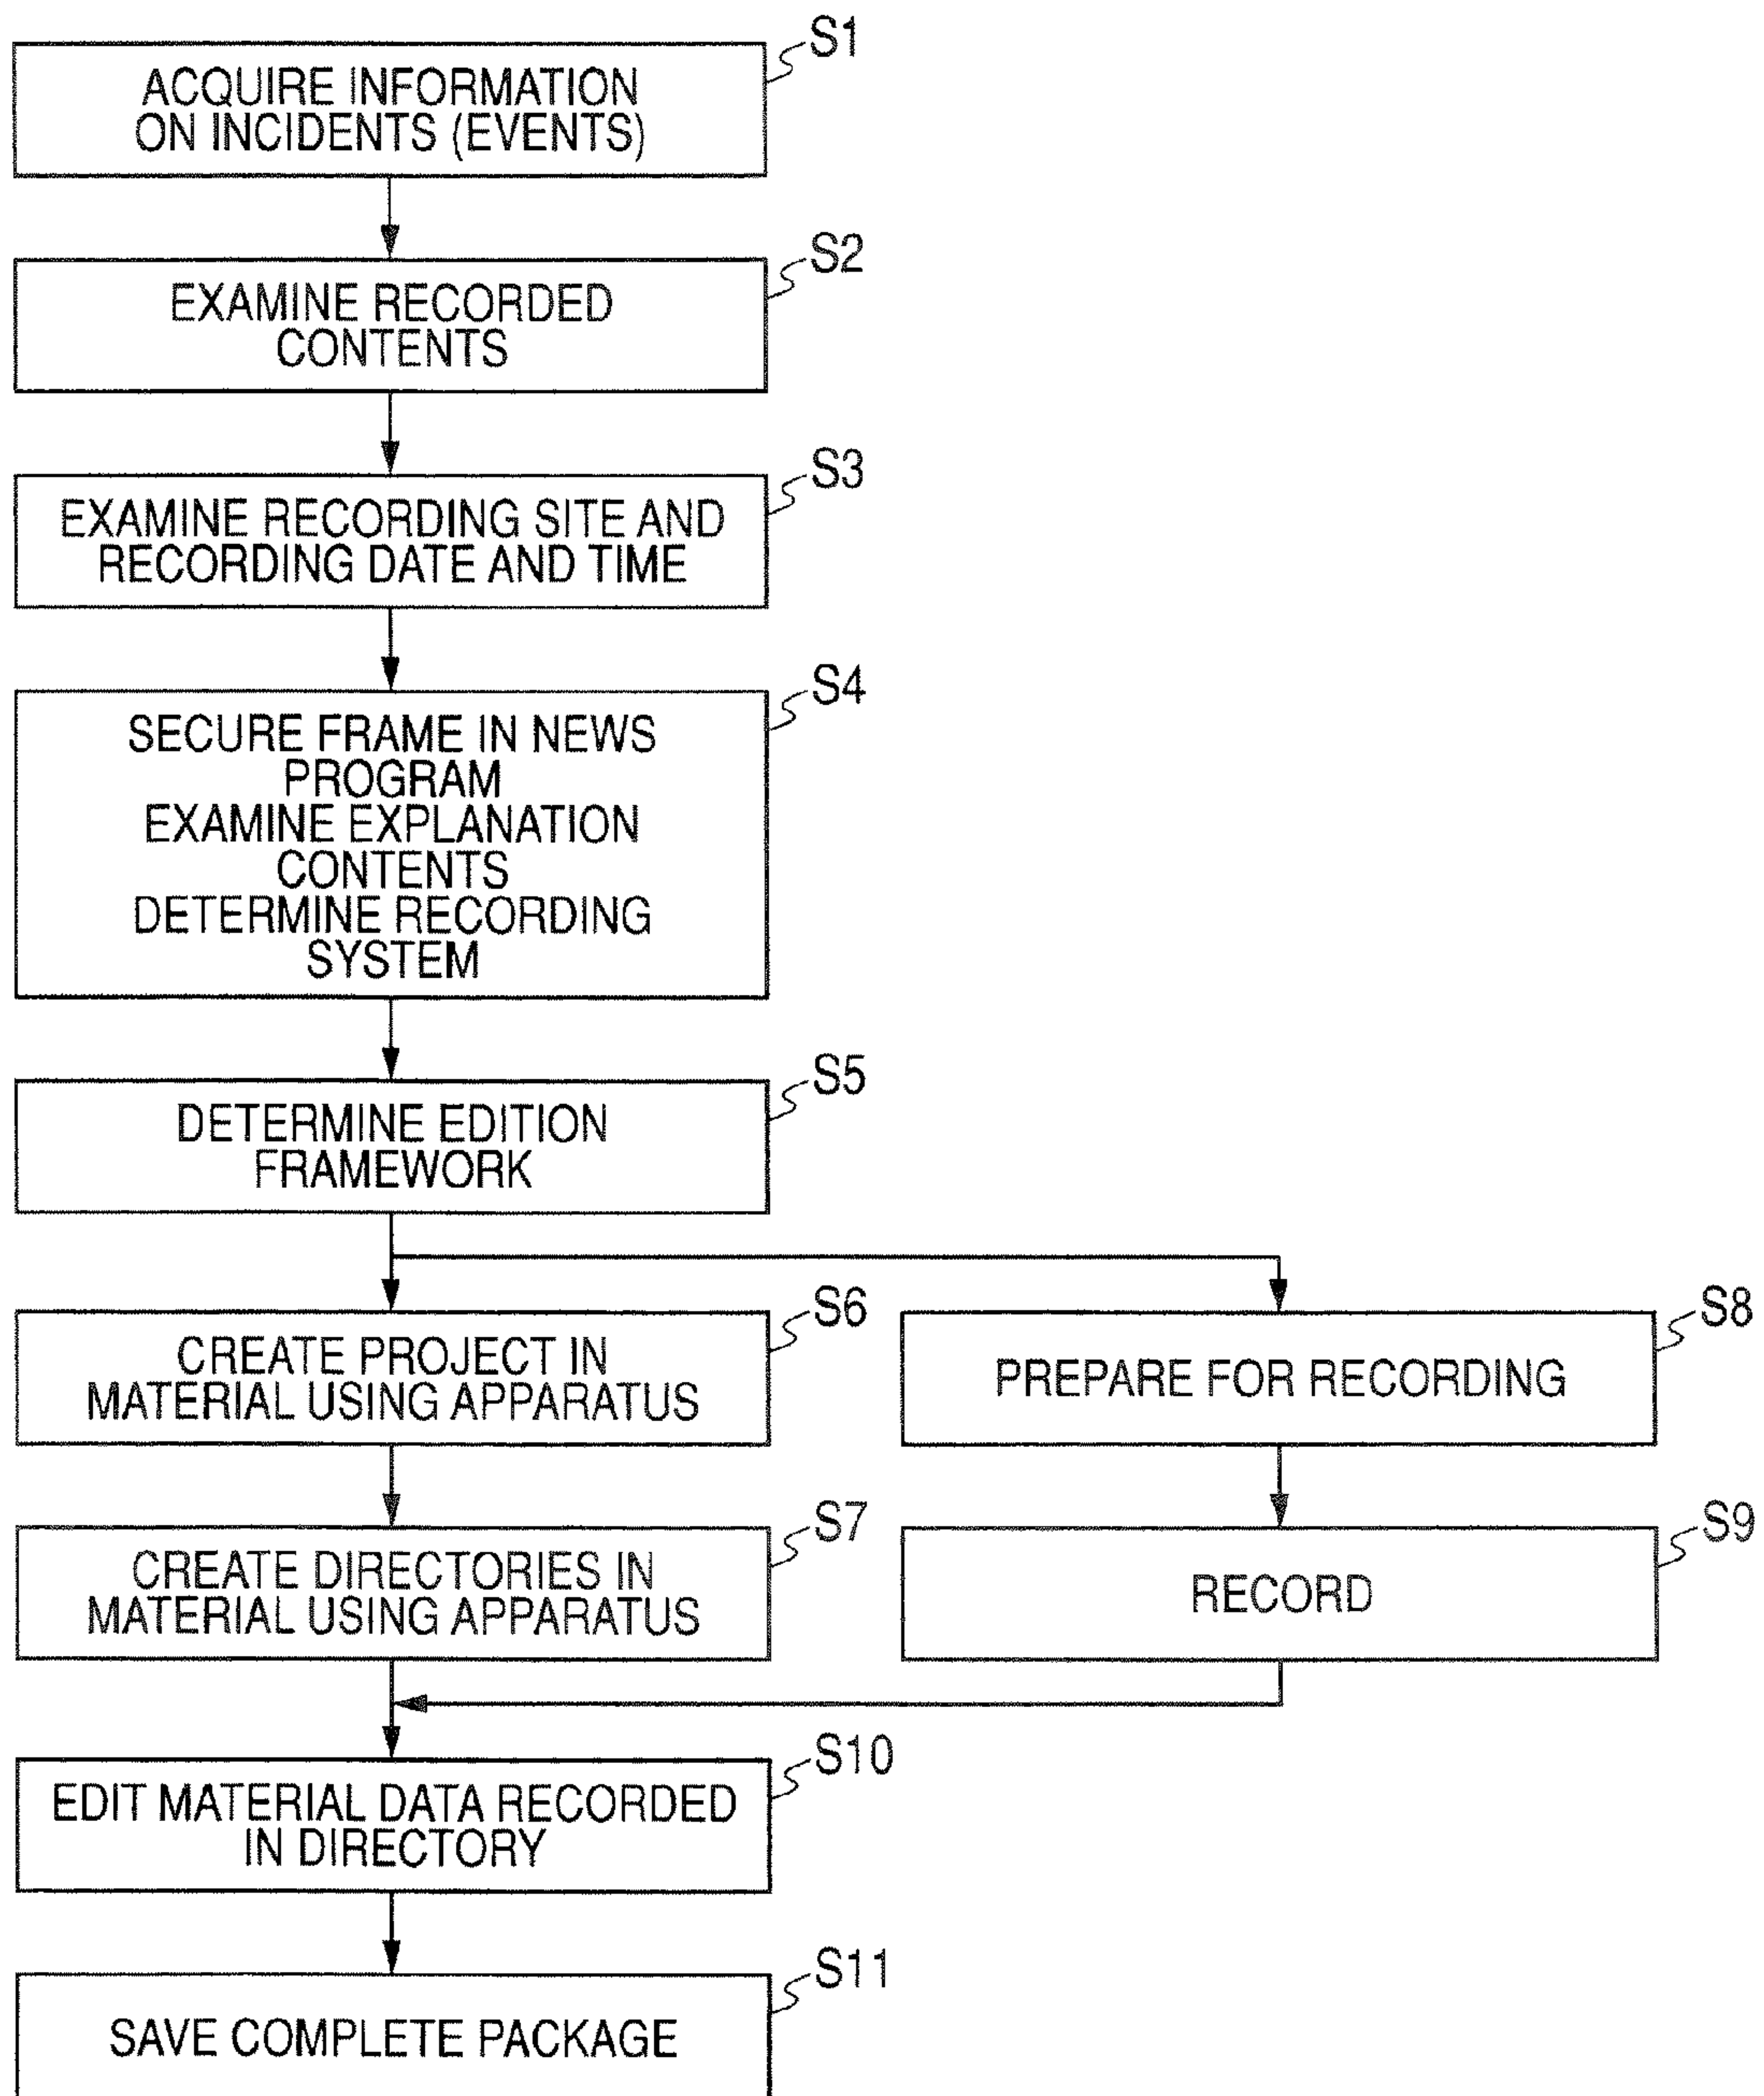 S1
ACQUIRE INFORMATION
ON INCIDENTS (EVENTS)
S2
EXAMINE RECORDED
CONTENTS
S3
EXAMINE RECORDING SITE AND
RECORDING DATE AND TIME
S4
SECURE FRAME IN NEWS
PROGRAM
EXAMINE EXPLANATION
CONTENTS
DETERMINE RECORDING
SYSTEM
S5
DETERMINE EDITION
FRAMEWORK
S6
CREATE PROJECT IN
MATERIAL USING APPARATUS
S8
PREPARE FOR RECORDING
S7
CREATE DIRECTORIES IN
MATERIAL USING APPARATUS
S9
RECORD
S10
EDIT MATERIAL DATA RECORDED
IN DIRECTORY
S11
SAVE COMPLETE PACKAGE